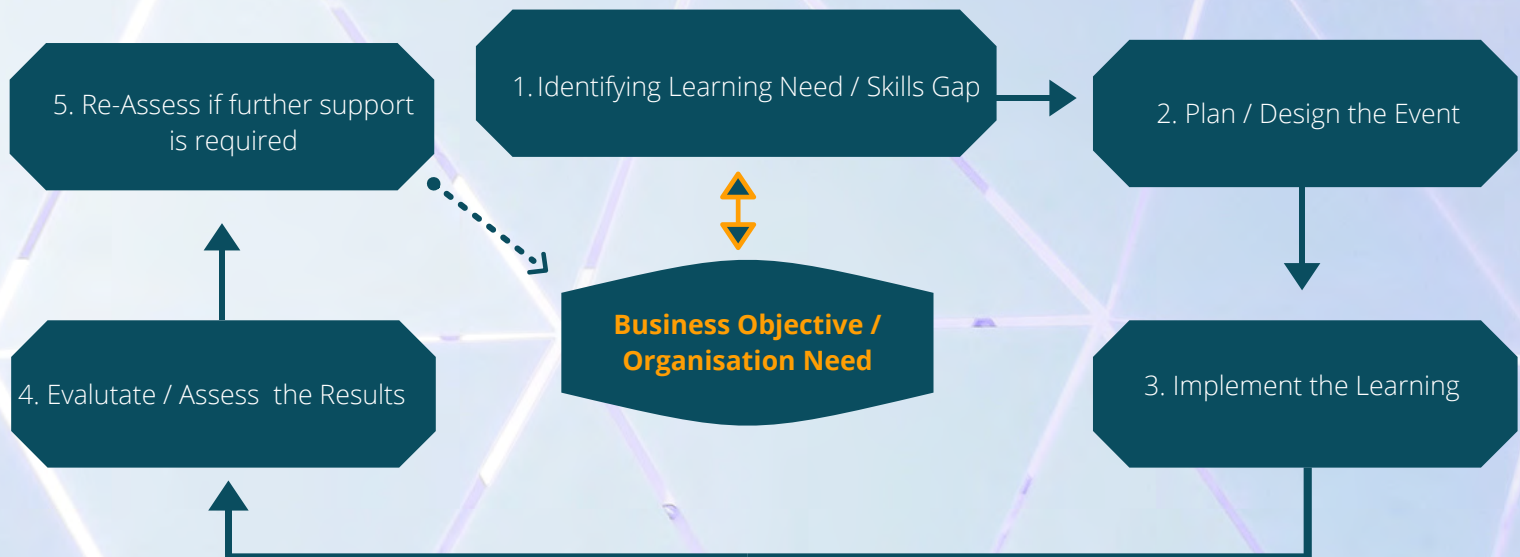 1. Identifying Learning Need / Skills Gap
2. Plan / Design the Event
3. Implement the Learning
4. Evalutate / Assess the Results
5. Re-Assess if further support
is required
Business Objective /
Organisation Need